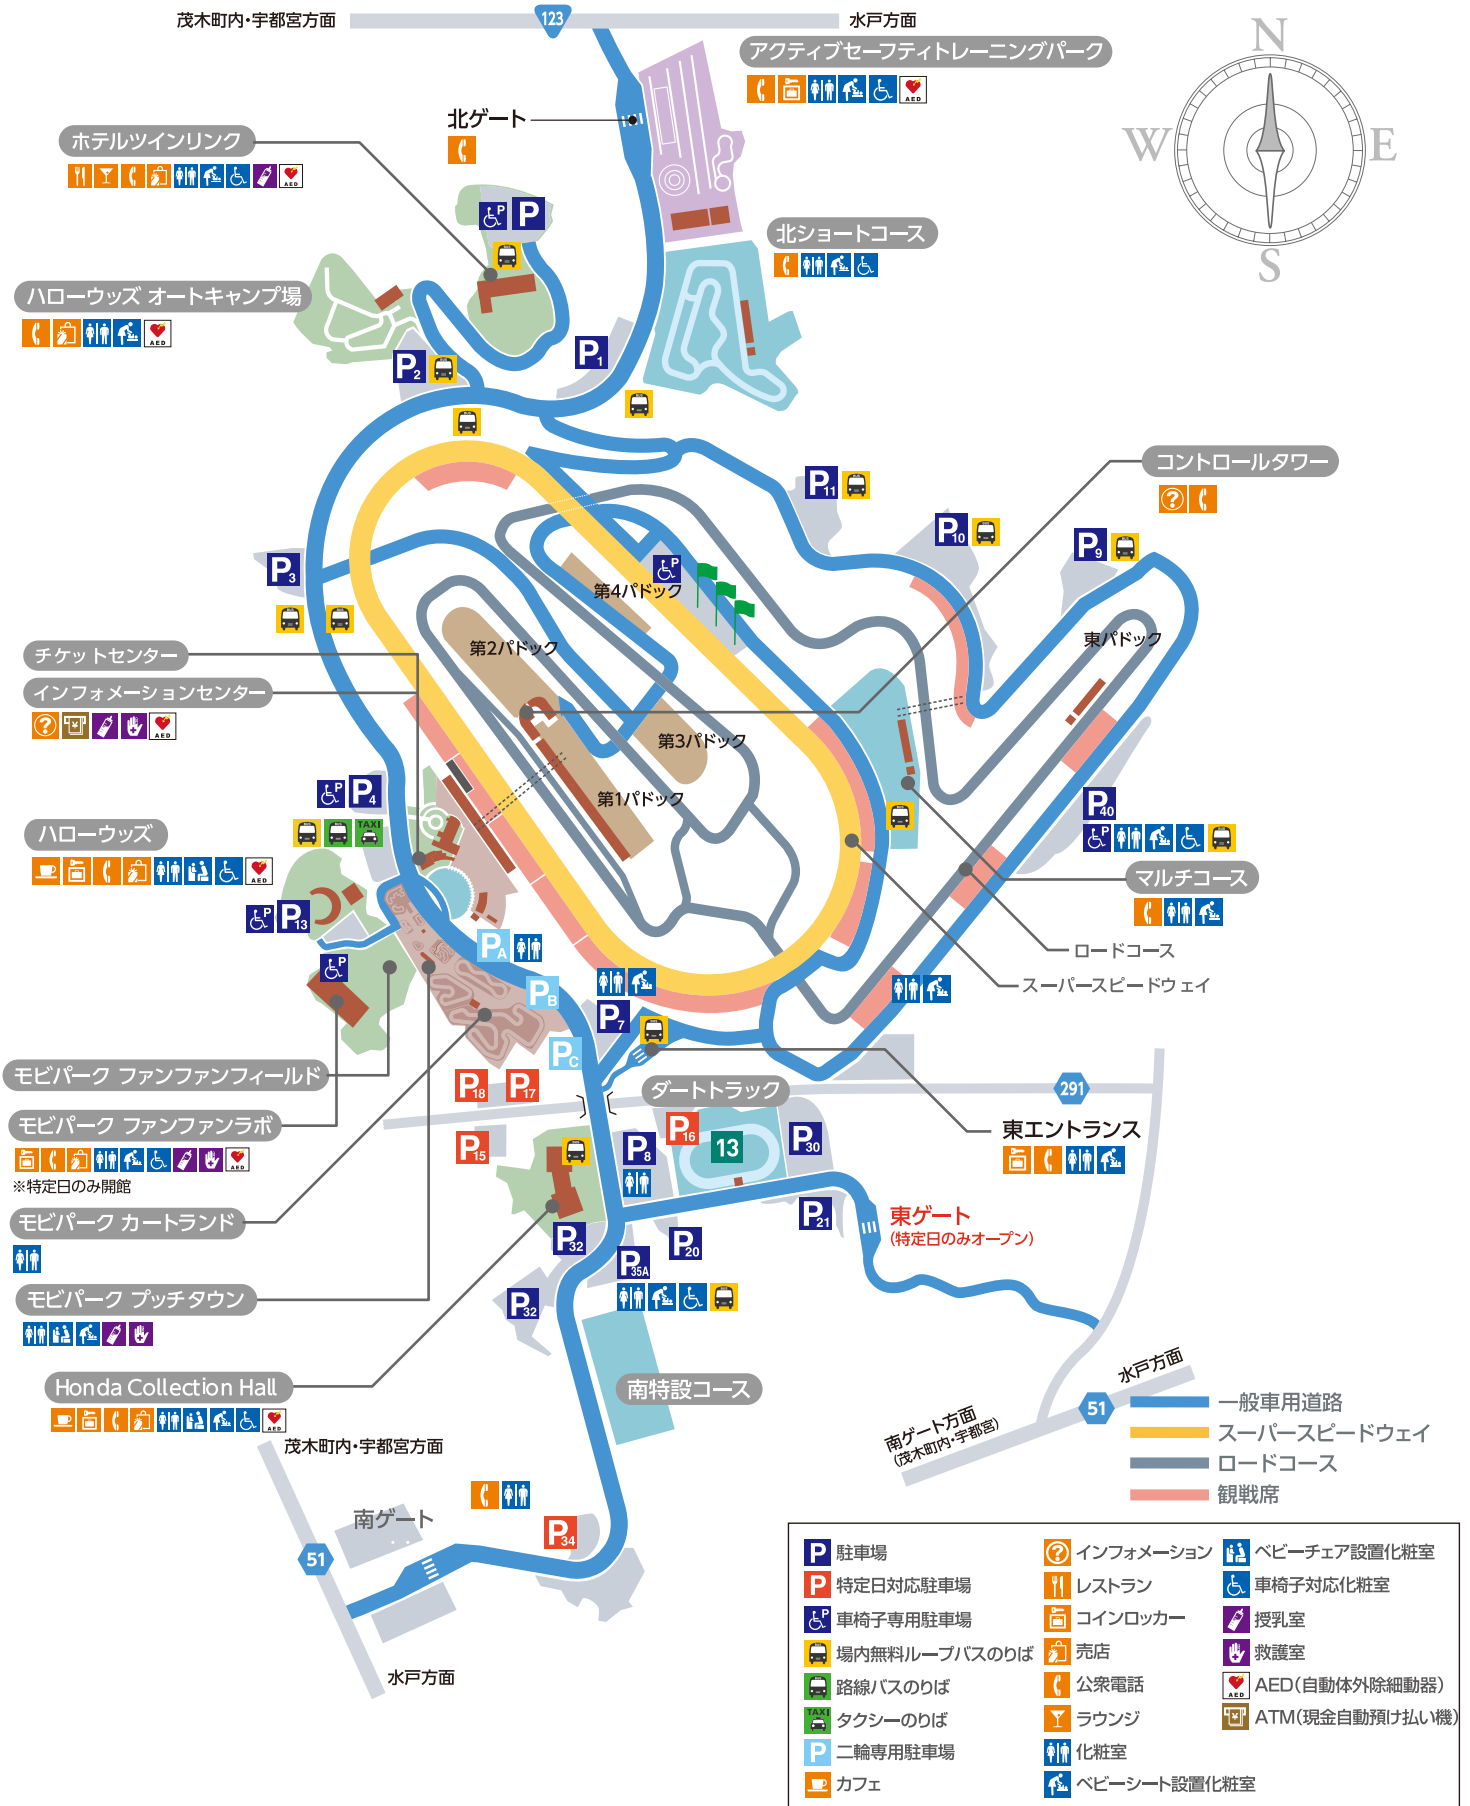 茂木町内・宇都宮方面
123
水戸方面
アクティブセーフティトレーニングパーク
AED
N
W
E
S
北ゲート
ホテルツインリンク
AED
P
P
北ショートコース
ハローウッズ オートキャンプ場
AED
P1
P2
コントロールタワー
P11
P10
P9
P3
P
第4パドック
東パドック
第2パドック
チケットセンター
インフォメーションセンター
AED
第3パドック
第1パドック
P
P4
TAXI
P40
P
ハローウッズ
AED
マルチコース
P
P13
PA
ロードコース
P
スーパースピードウェイ
PB
P7
PC
モビパーク ファンファンフィールド
P18
P17
ダートトラック
291
モビパーク ファンファンラボ
AED
※特定日のみ開館
P15
P8
P16
13
P30
東エントランス
モビパーク カートランド
P32
P20
P21
東ゲート
(特定日のみオープン)
P35A
モビパーク プッチタウン
P32
Honda Collection Hall
AED
南特設コース
水戸方面
51
南ゲート方面
(茂木町内・宇都宮)
一般車用道路
スーパースピードウェイ
ロードコース
観戦席
茂木町内・宇都宮方面
南ゲート
51
P34
水戸方面
P 駐車場
P 特定日対応駐車場
P 車椅子専用駐車場
場内無料ループバスのりば
路線バスのりば
TAXI タクシーのりば
P 二輪専用駐車場
カフェ
インフォメーション
レストラン
コインロッカー
売店
公衆電話
ラウンジ
化粧室
ベビーシート設置化粧室
ベビーチェア設置化粧室
車椅子対応化粧室
授乳室
救護室
AED AED(自動体外除細動器)
ATM(現金自動預け払い機)